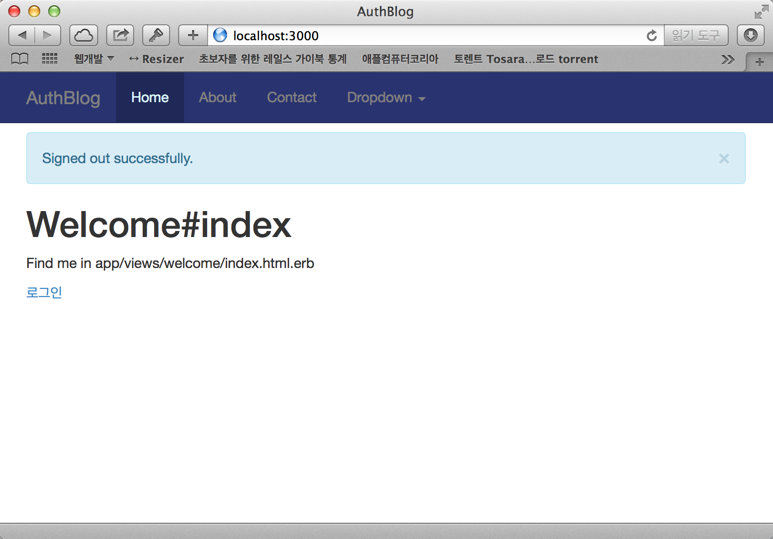 AuthBlog
localhost:3000
읽기 도구
웹개발 ↔ Resizer 초보자를 위한 레일스 가이북 통계 애플컴퓨터코리아 토렌트 Tosara...로드 torrent
AuthBlog Home About Contact Dropdown
Signed out successfully. ×
Welcome#index
Find me in app/views/welcome/index.html.erb
로그인